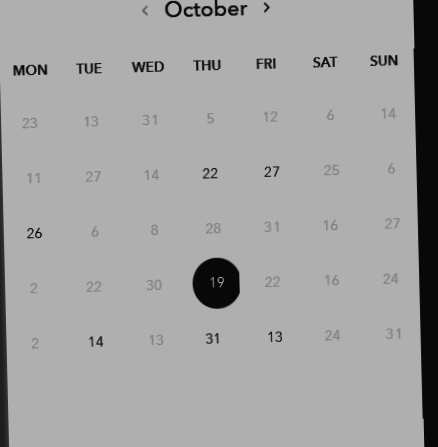 ‹ October ›
MON TUE WED THU FRI SAT SUN
23 13 31 5 12 6 14
11 27 14 22 27 25 6
26 6 8 28 31 16 27
2 22 30 19 22 16 24
2 14 13 31 13 24 31